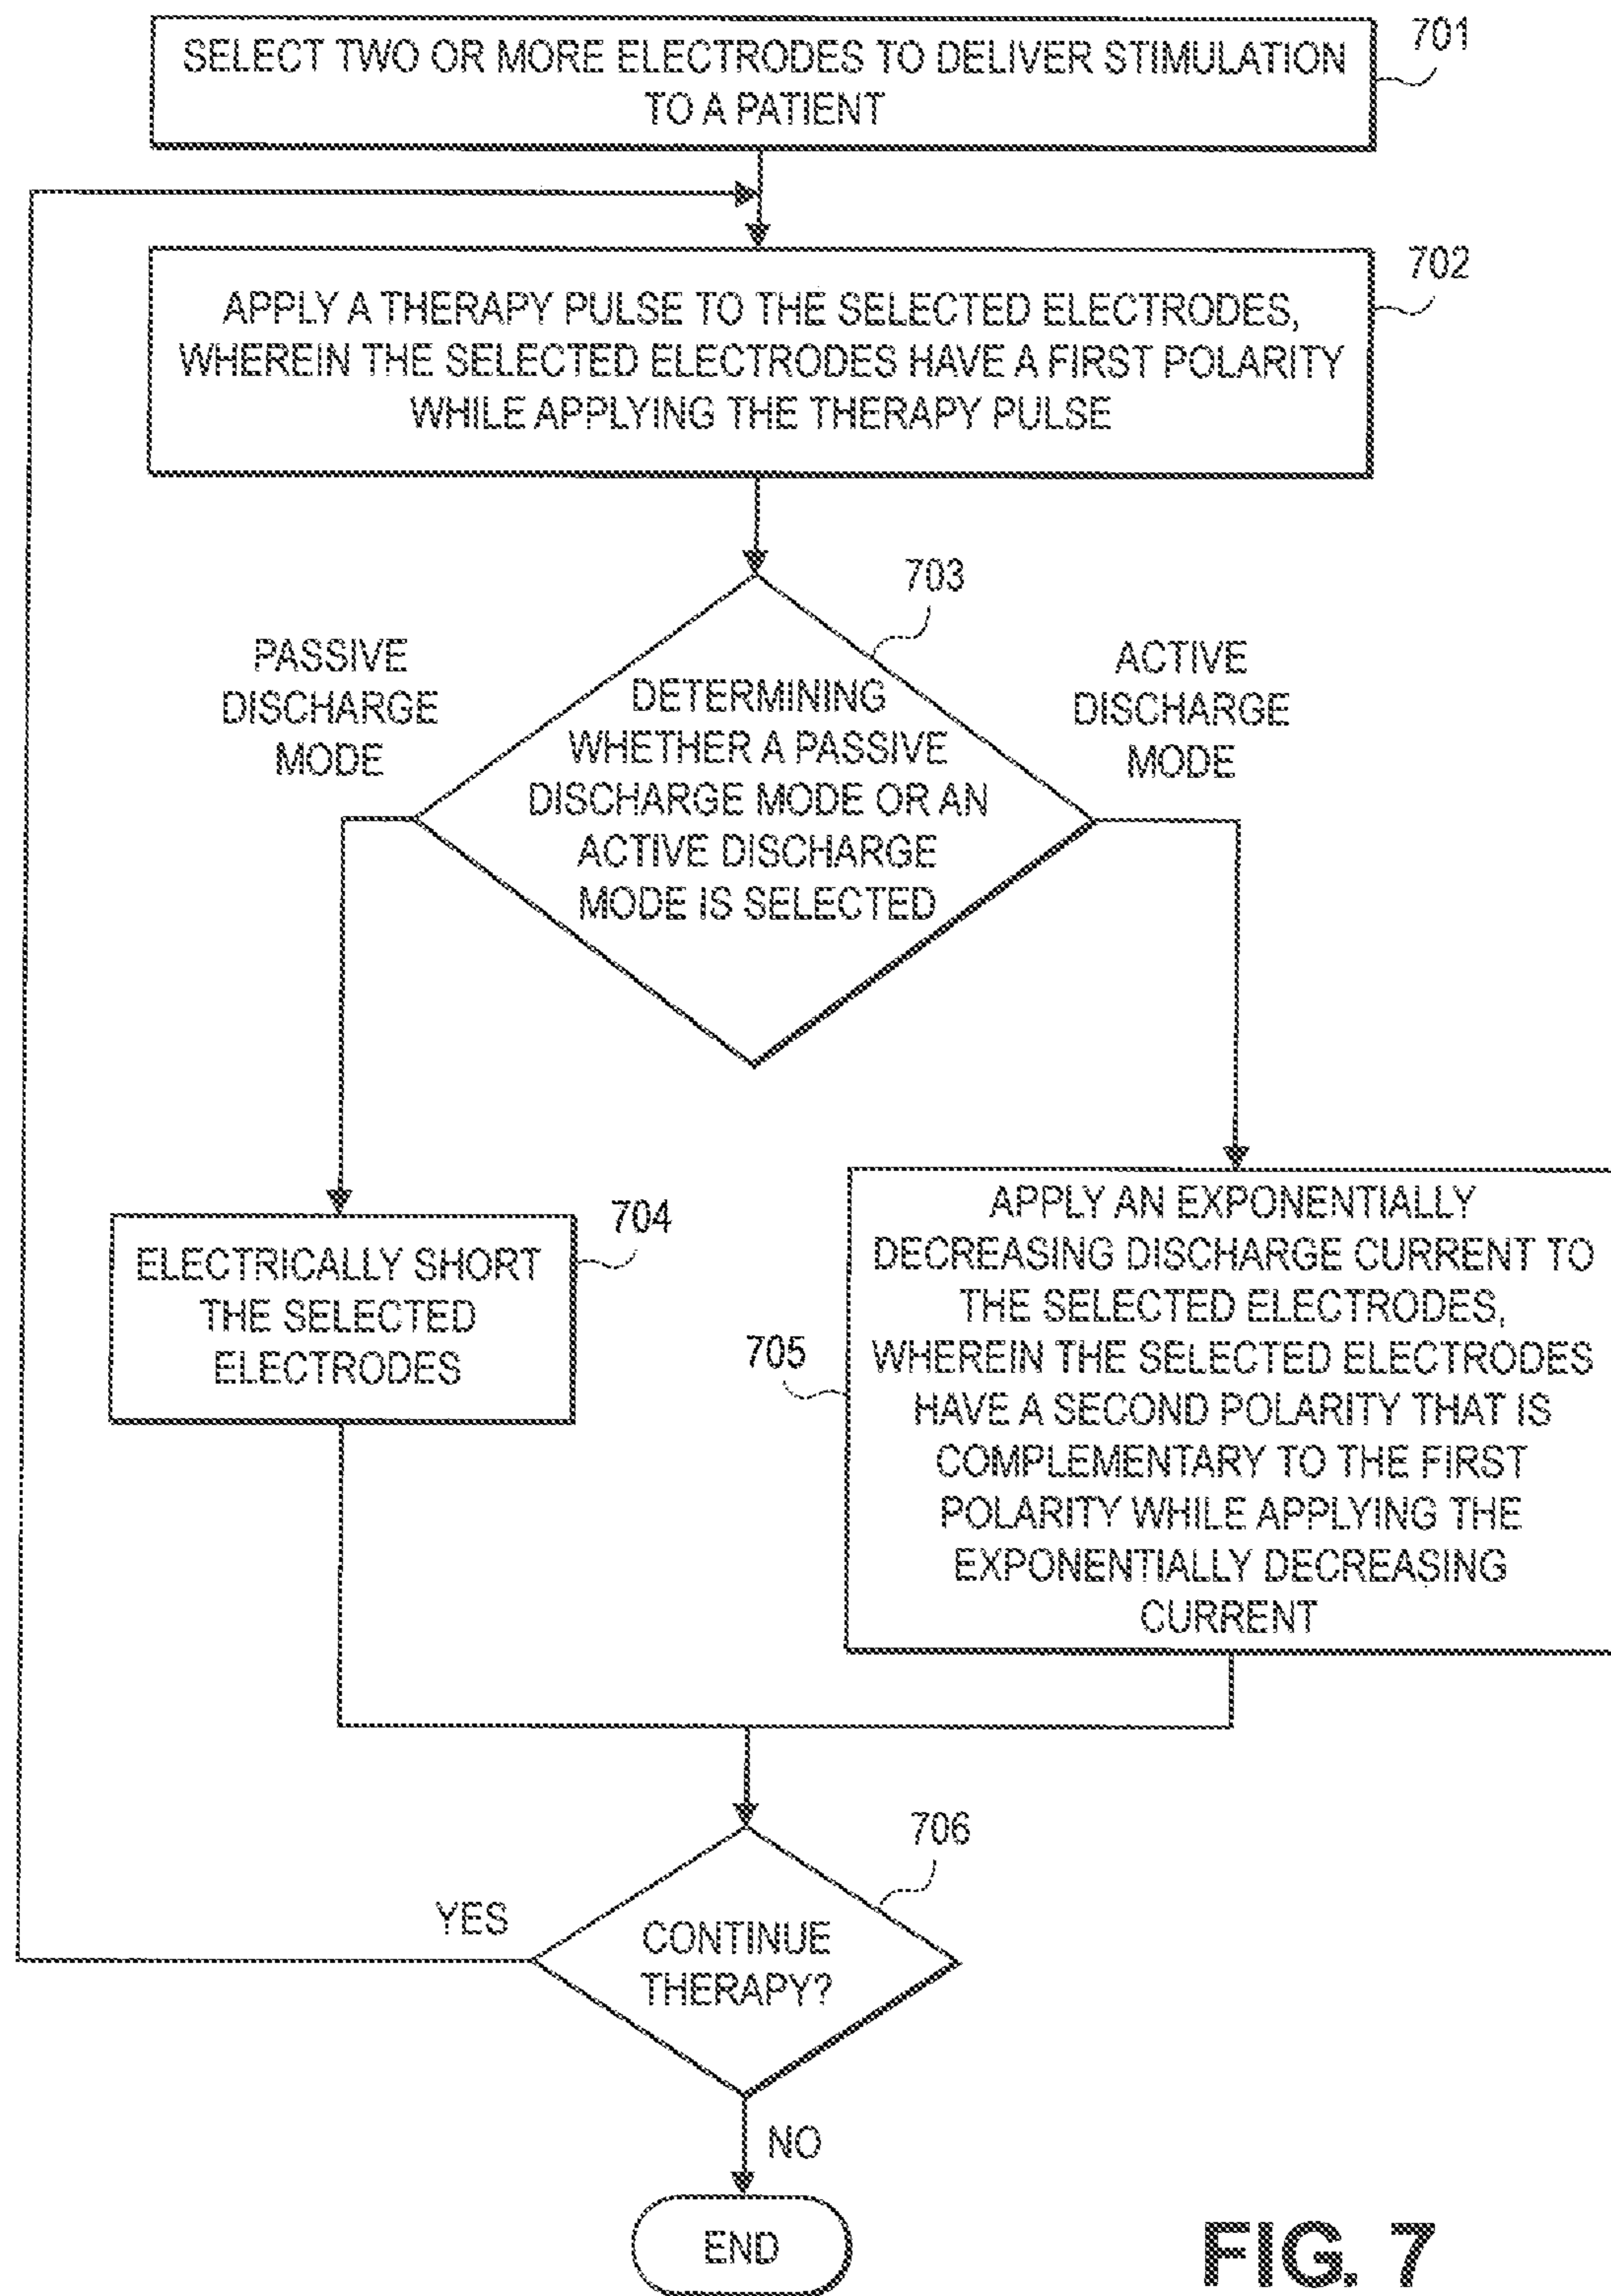 701
SELECT TWO OR MORE ELECTRODES TO DELIVER STIMULATION
TO A PATIENT
702
APPLY A THERAPY PULSE TO THE SELECTED ELECTRODES,
WHEREIN THE SELECTED ELECTRODES HAVE A FIRST POLARITY
WHILE APPLYING THE THERAPY PULSE
703
PASSIVE
DISCHARGE
MODE
DETERMINING
WHETHER A PASSIVE
DISCHARGE MODE OR AN
ACTIVE DISCHARGE
MODE IS SELECTED
ACTIVE
DISCHARGE
MODE
704
ELECTRICALLY SHORT
THE SELECTED
ELECTRODES
705
APPLY AN EXPONENTIALLY
DECREASING DISCHARGE CURRENT TO
THE SELECTED ELECTRODES,
WHEREIN THE SELECTED ELECTRODES
HAVE A SECOND POLARITY THAT IS
COMPLEMENTARY TO THE FIRST
POLARITY WHILE APPLYING THE
EXPONENTIALLY DECREASING
CURRENT
706
YES
CONTINUE
THERAPY?
NO
END
FIG. 7